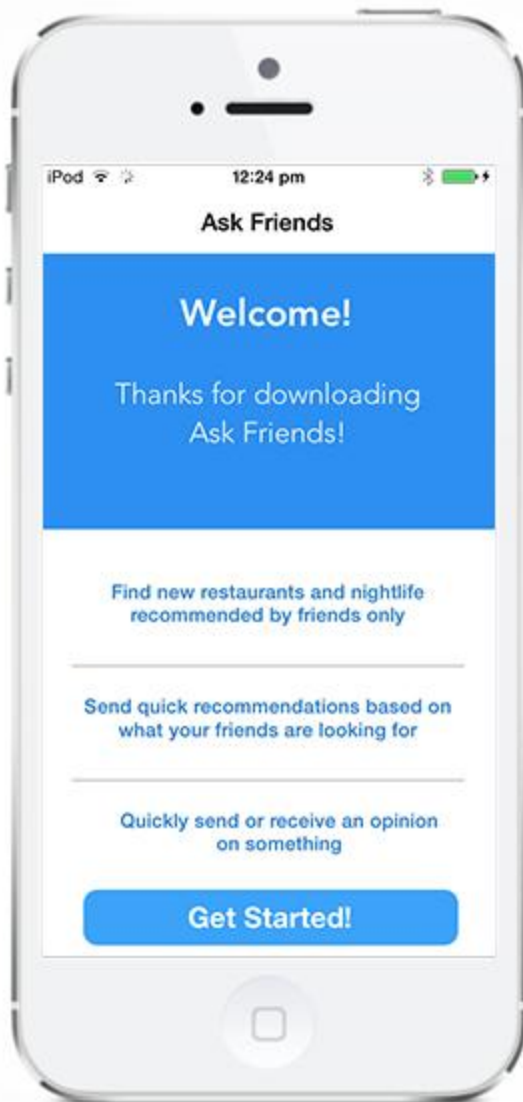 iPod 12:24 pm
Ask Friends
Welcome!
Thanks for downloading
Ask Friends!
Find new restaurants and nightlife
recommended by friends only
Send quick recommendations based on
what your friends are looking for
Quickly send or receive an opinion
on something
Get Started!